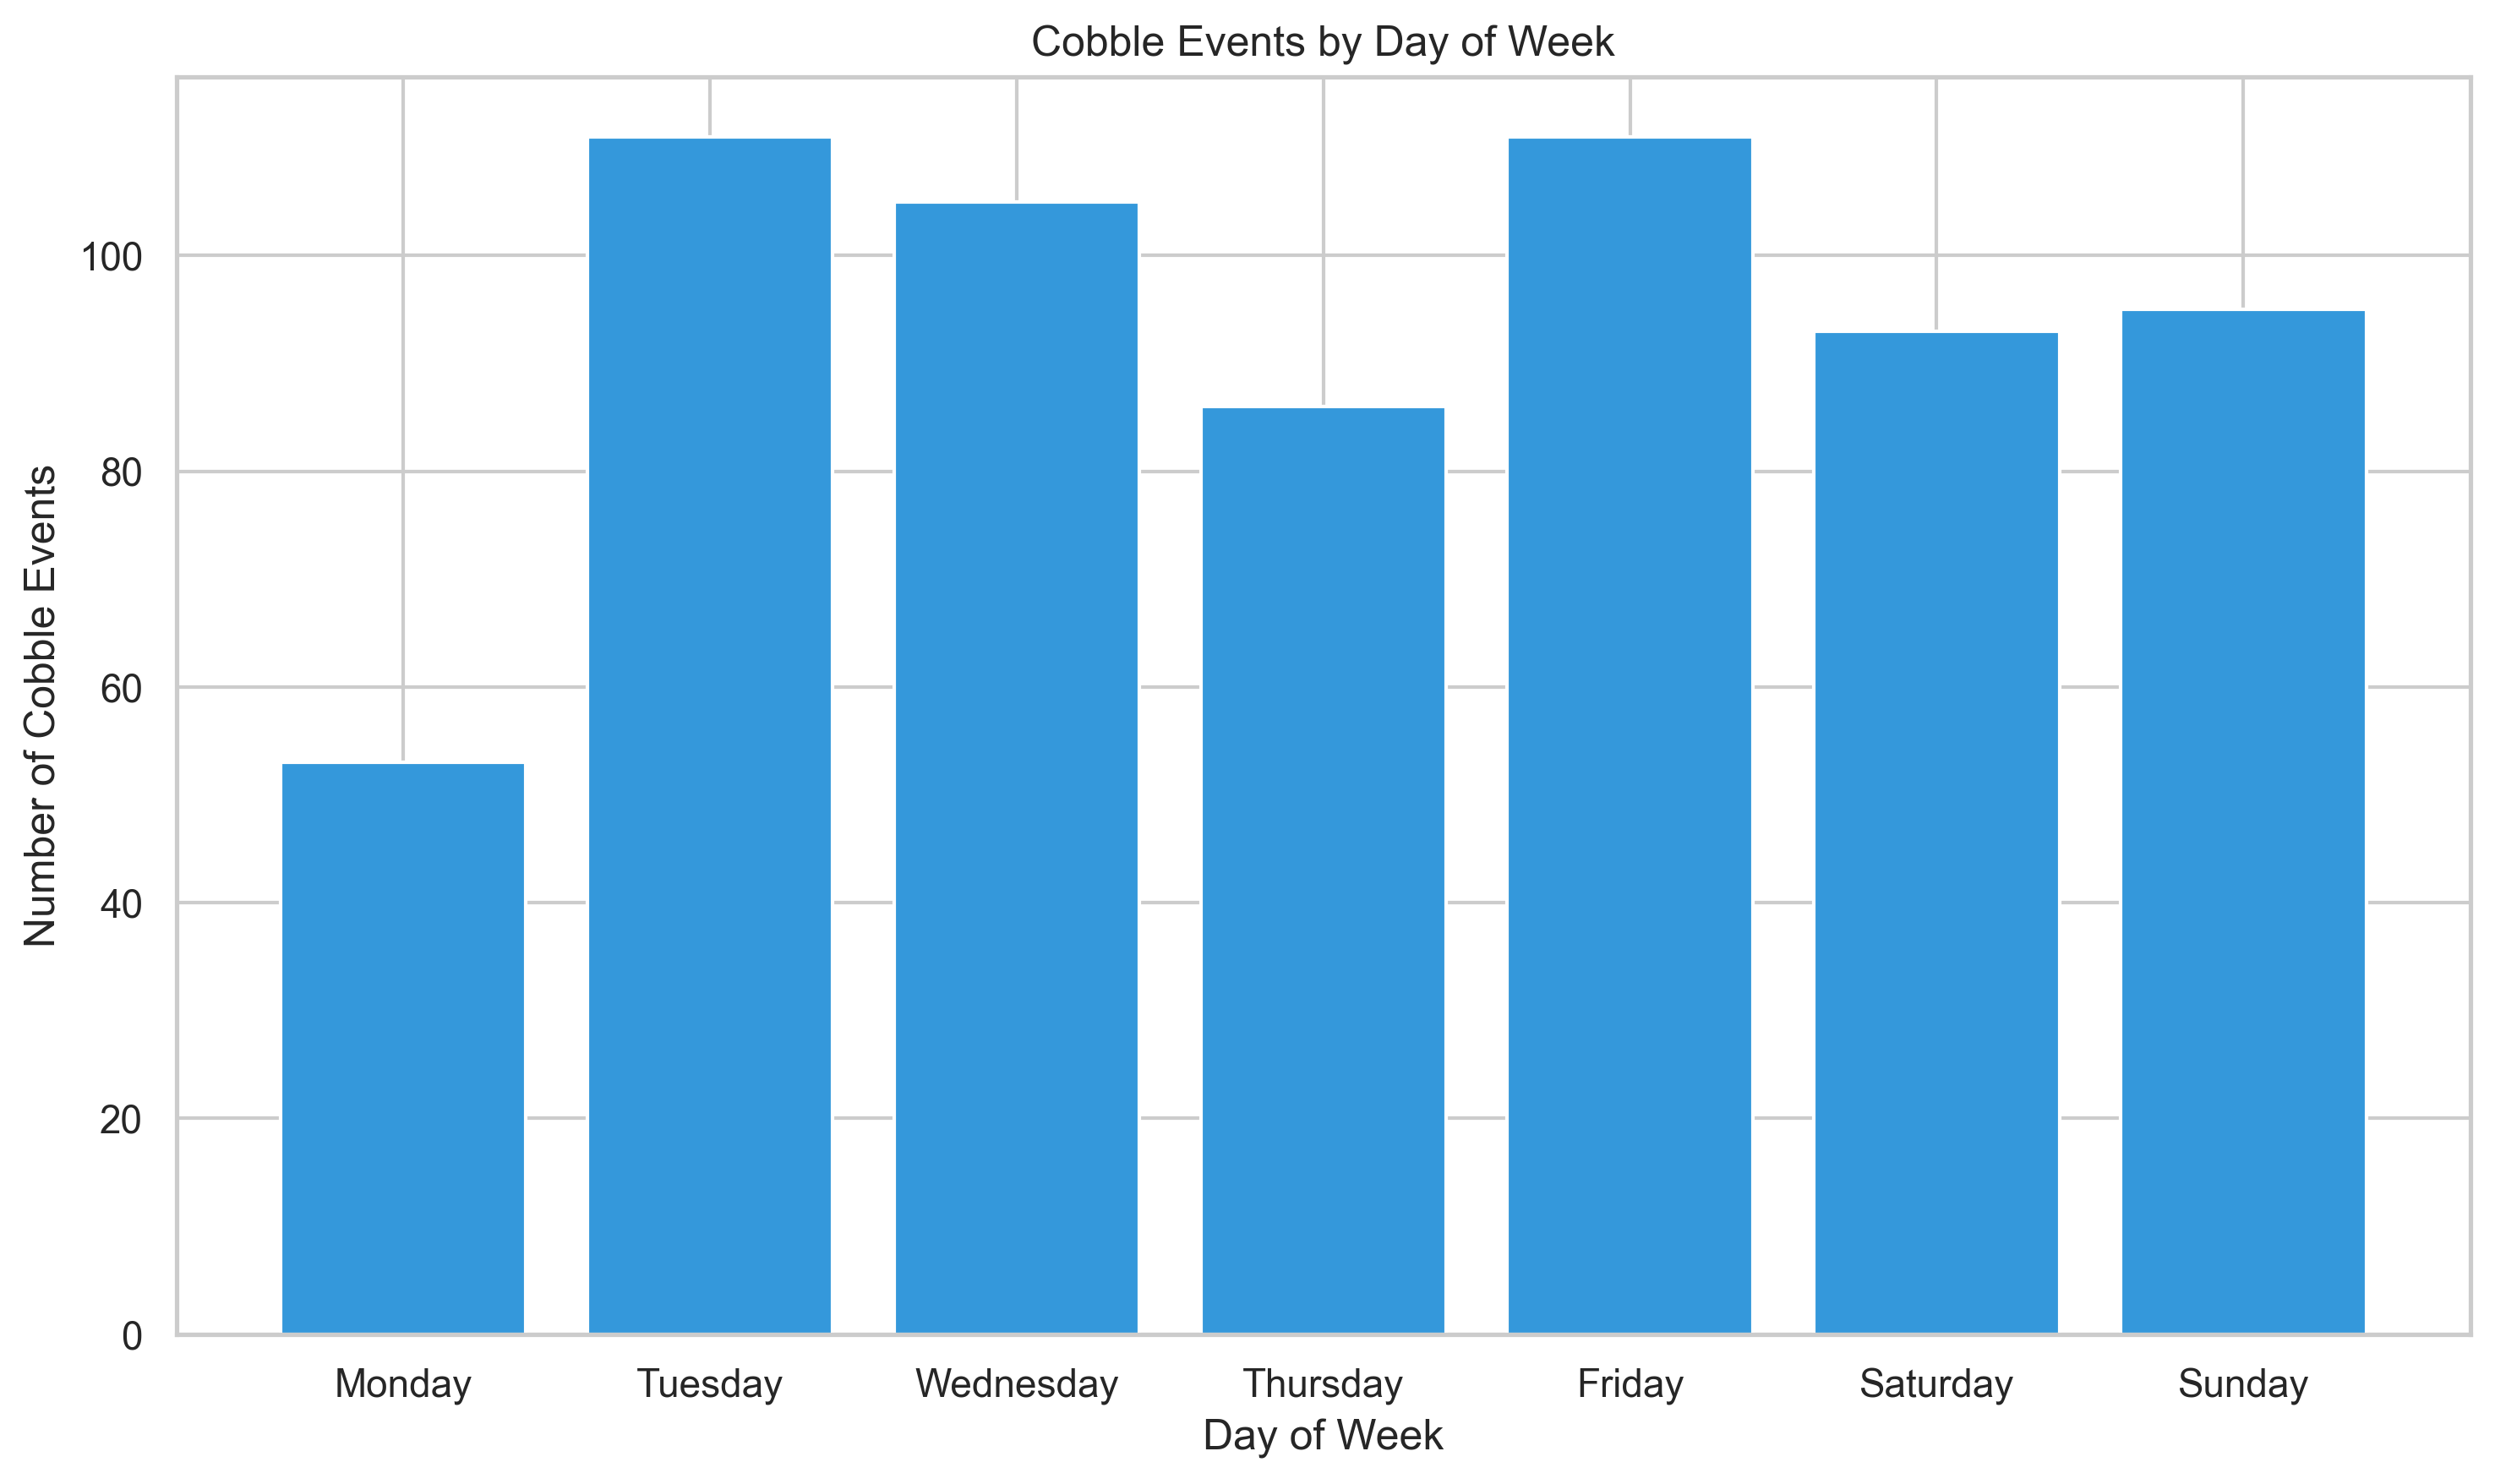 Cobble Events by Day of Week
Number of Cobble Events
100
80
60
40
20
0
Monday Tuesday Wednesday Thursday Friday Saturday Sunday
Day of Week